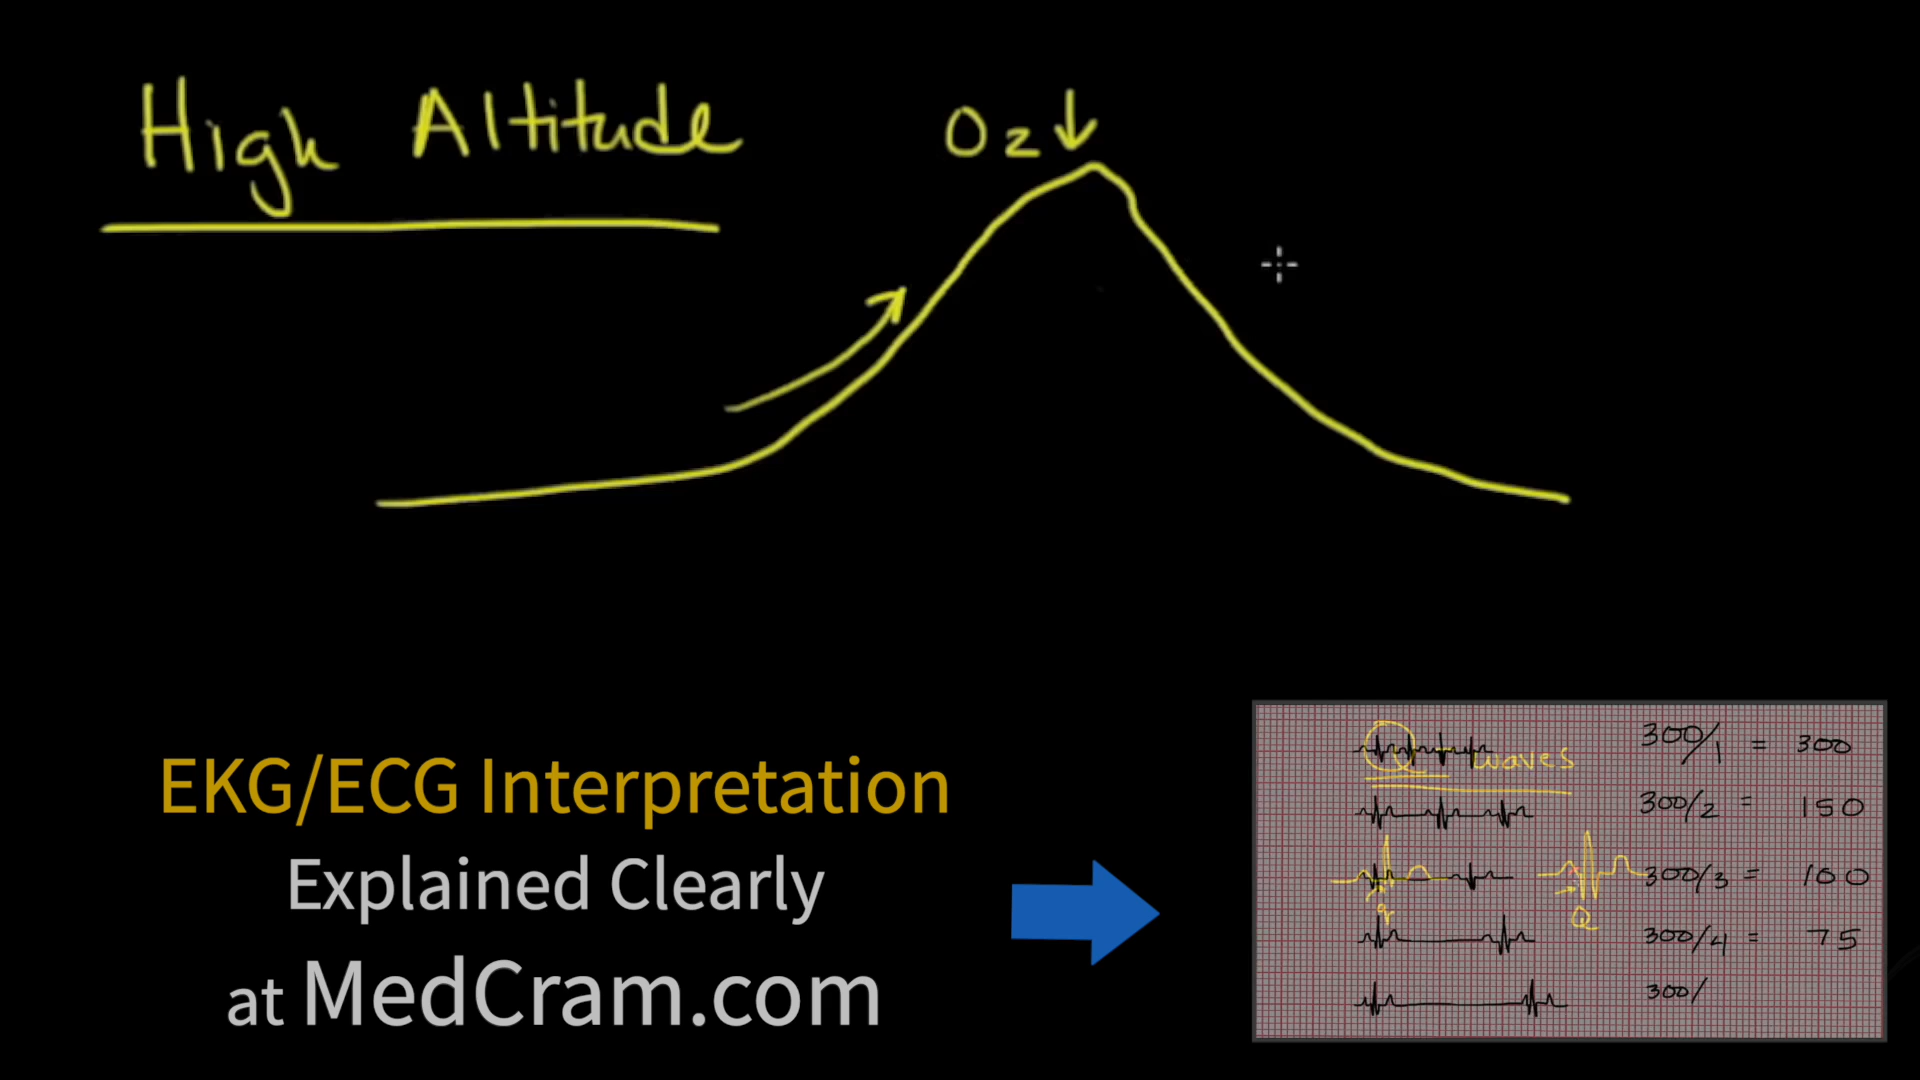 High Altitude
O2↓
EKG/ECG Interpretation
Explained Clearly
at MedCram.com
Q waves
300/1 = 300
300/2 = 150
300/3 = 100
q
Q
300/4 = 75
300/